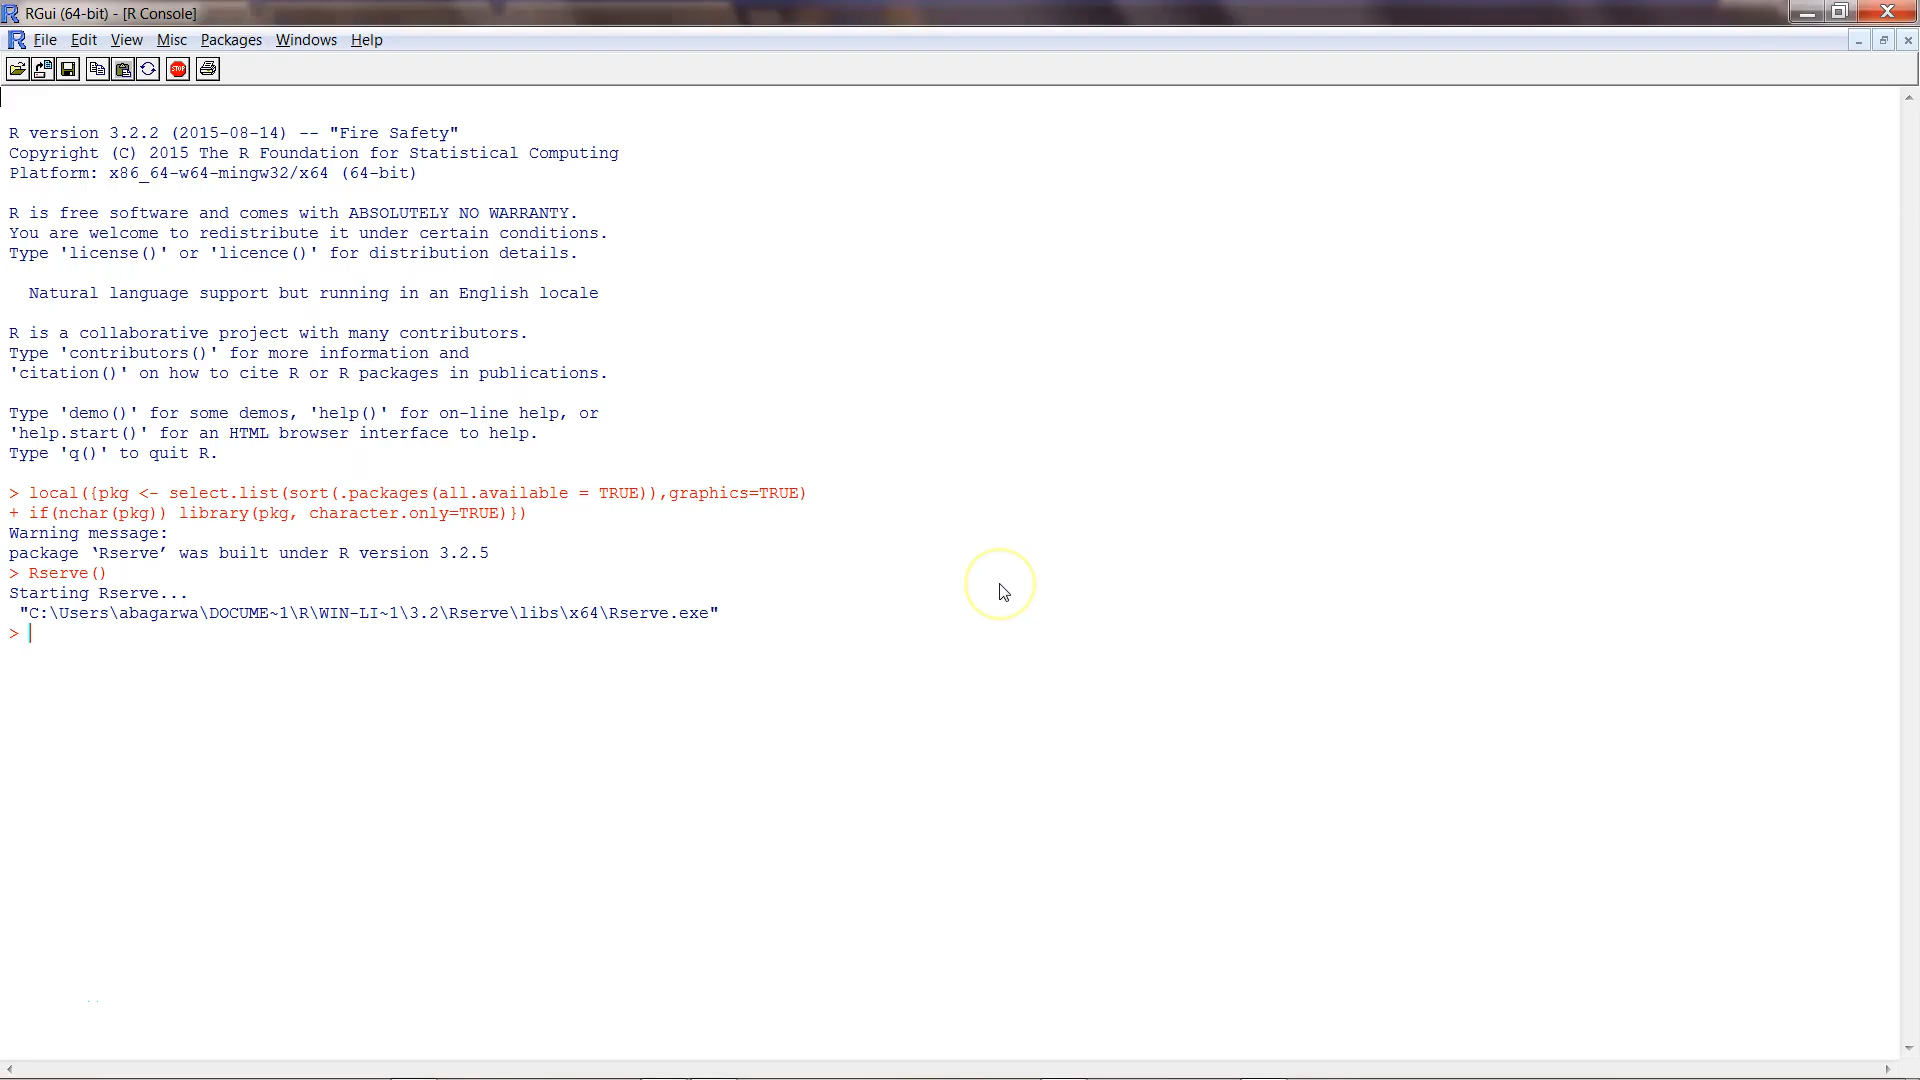 RGui (64-bit) - [R Console]
File Edit View Misc Packages Windows Help
STOP
R version 3.2.2 (2015-08-14) -- "Fire Safety"
Copyright (C) 2015 The R Foundation for Statistical Computing
Platform: x86_64-w64-mingw32/x64 (64-bit)
R is free software and comes with ABSOLUTELY NO WARRANTY.
You are welcome to redistribute it under certain conditions.
Type 'license()' or 'licence()' for distribution details.
Natural language support but running in an English locale
R is a collaborative project with many contributors.
Type 'contributors()' for more information and
'citation()' on how to cite R or R packages in publications.
Type 'demo()' for some demos, 'help()' for on-line help, or
'help.start()' for an HTML browser interface to help.
Type 'q()' to quit R.
> local({pkg <- select.list(sort(.packages(all.available = TRUE)),graphics=TRUE)
+ if(nchar(pkg)) library(pkg, character.only=TRUE)})
Warning message:
package ‘Rserve’ was built under R version 3.2.5
> Rserve()
Starting Rserve...
"C:\Users\abagarwa\DOCUME~1\R\WIN-LI~1\3.2\Rserve\libs\x64\Rserve.exe"
>